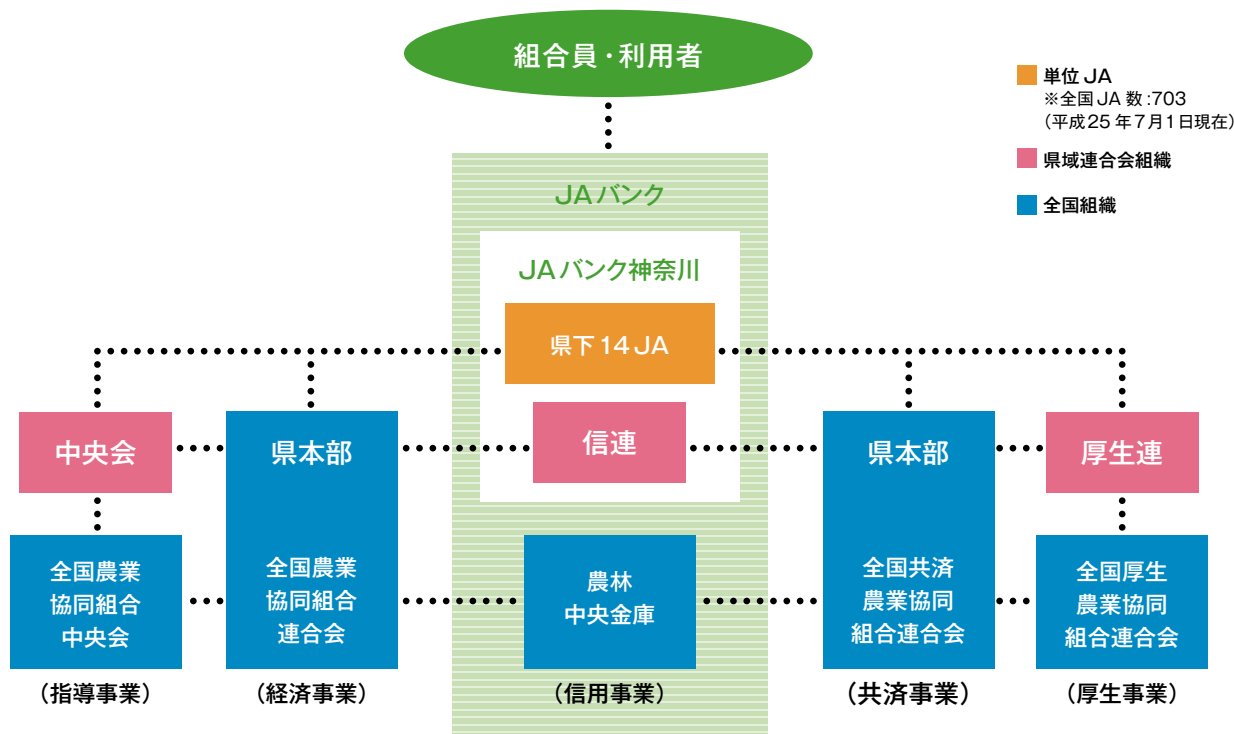 組合員・利用者
単位 JA
※全国 JA 数 :703
(平成25 年7月1日現在)
県域連合会組織
全国組織
JAバンク
JAバンク神奈川
県下 14 JA
中央会
県本部
信連
県本部
厚生連
全国農業
協同組合
中央会
全国農業
協同組合
連合会
農林
中央金庫
全国共済
農業協同
組合連合会
全国厚生
農業協同
組合連合会
(指導事業)
(経済事業)
(信用事業)
(共済事業)
(厚生事業)